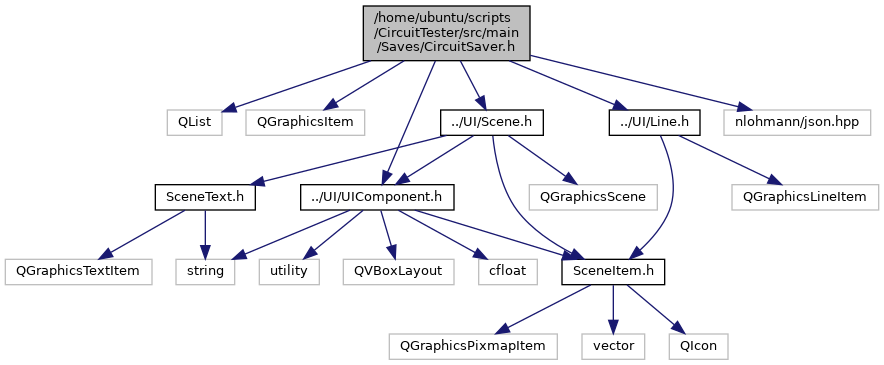 /home/ubuntu/scripts
/CircuitTester/src/main
/Saves/CircuitSaver.h
QList
QGraphicsItem
../UI/Scene.h
../UI/Line.h
nlohmann/json.hpp
SceneText.h
../UI/UIComponent.h
QGraphicsScene
QGraphicsLineItem
QGraphicsTextItem
string
utility
QVBoxLayout
cfloat
SceneItem.h
QGraphicsPixmapItem
vector
QIcon